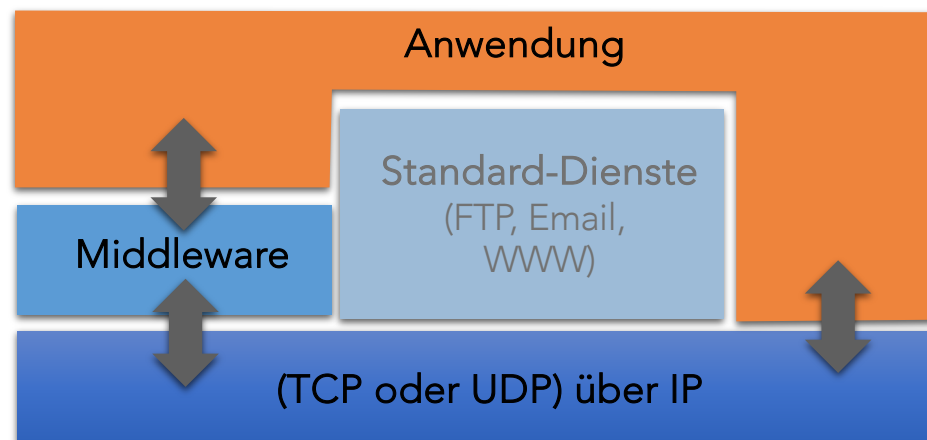 Anwendung
Standard-Dienste
(FTP, Email,
WWW)
Middleware
(TCP oder UDP) über IP